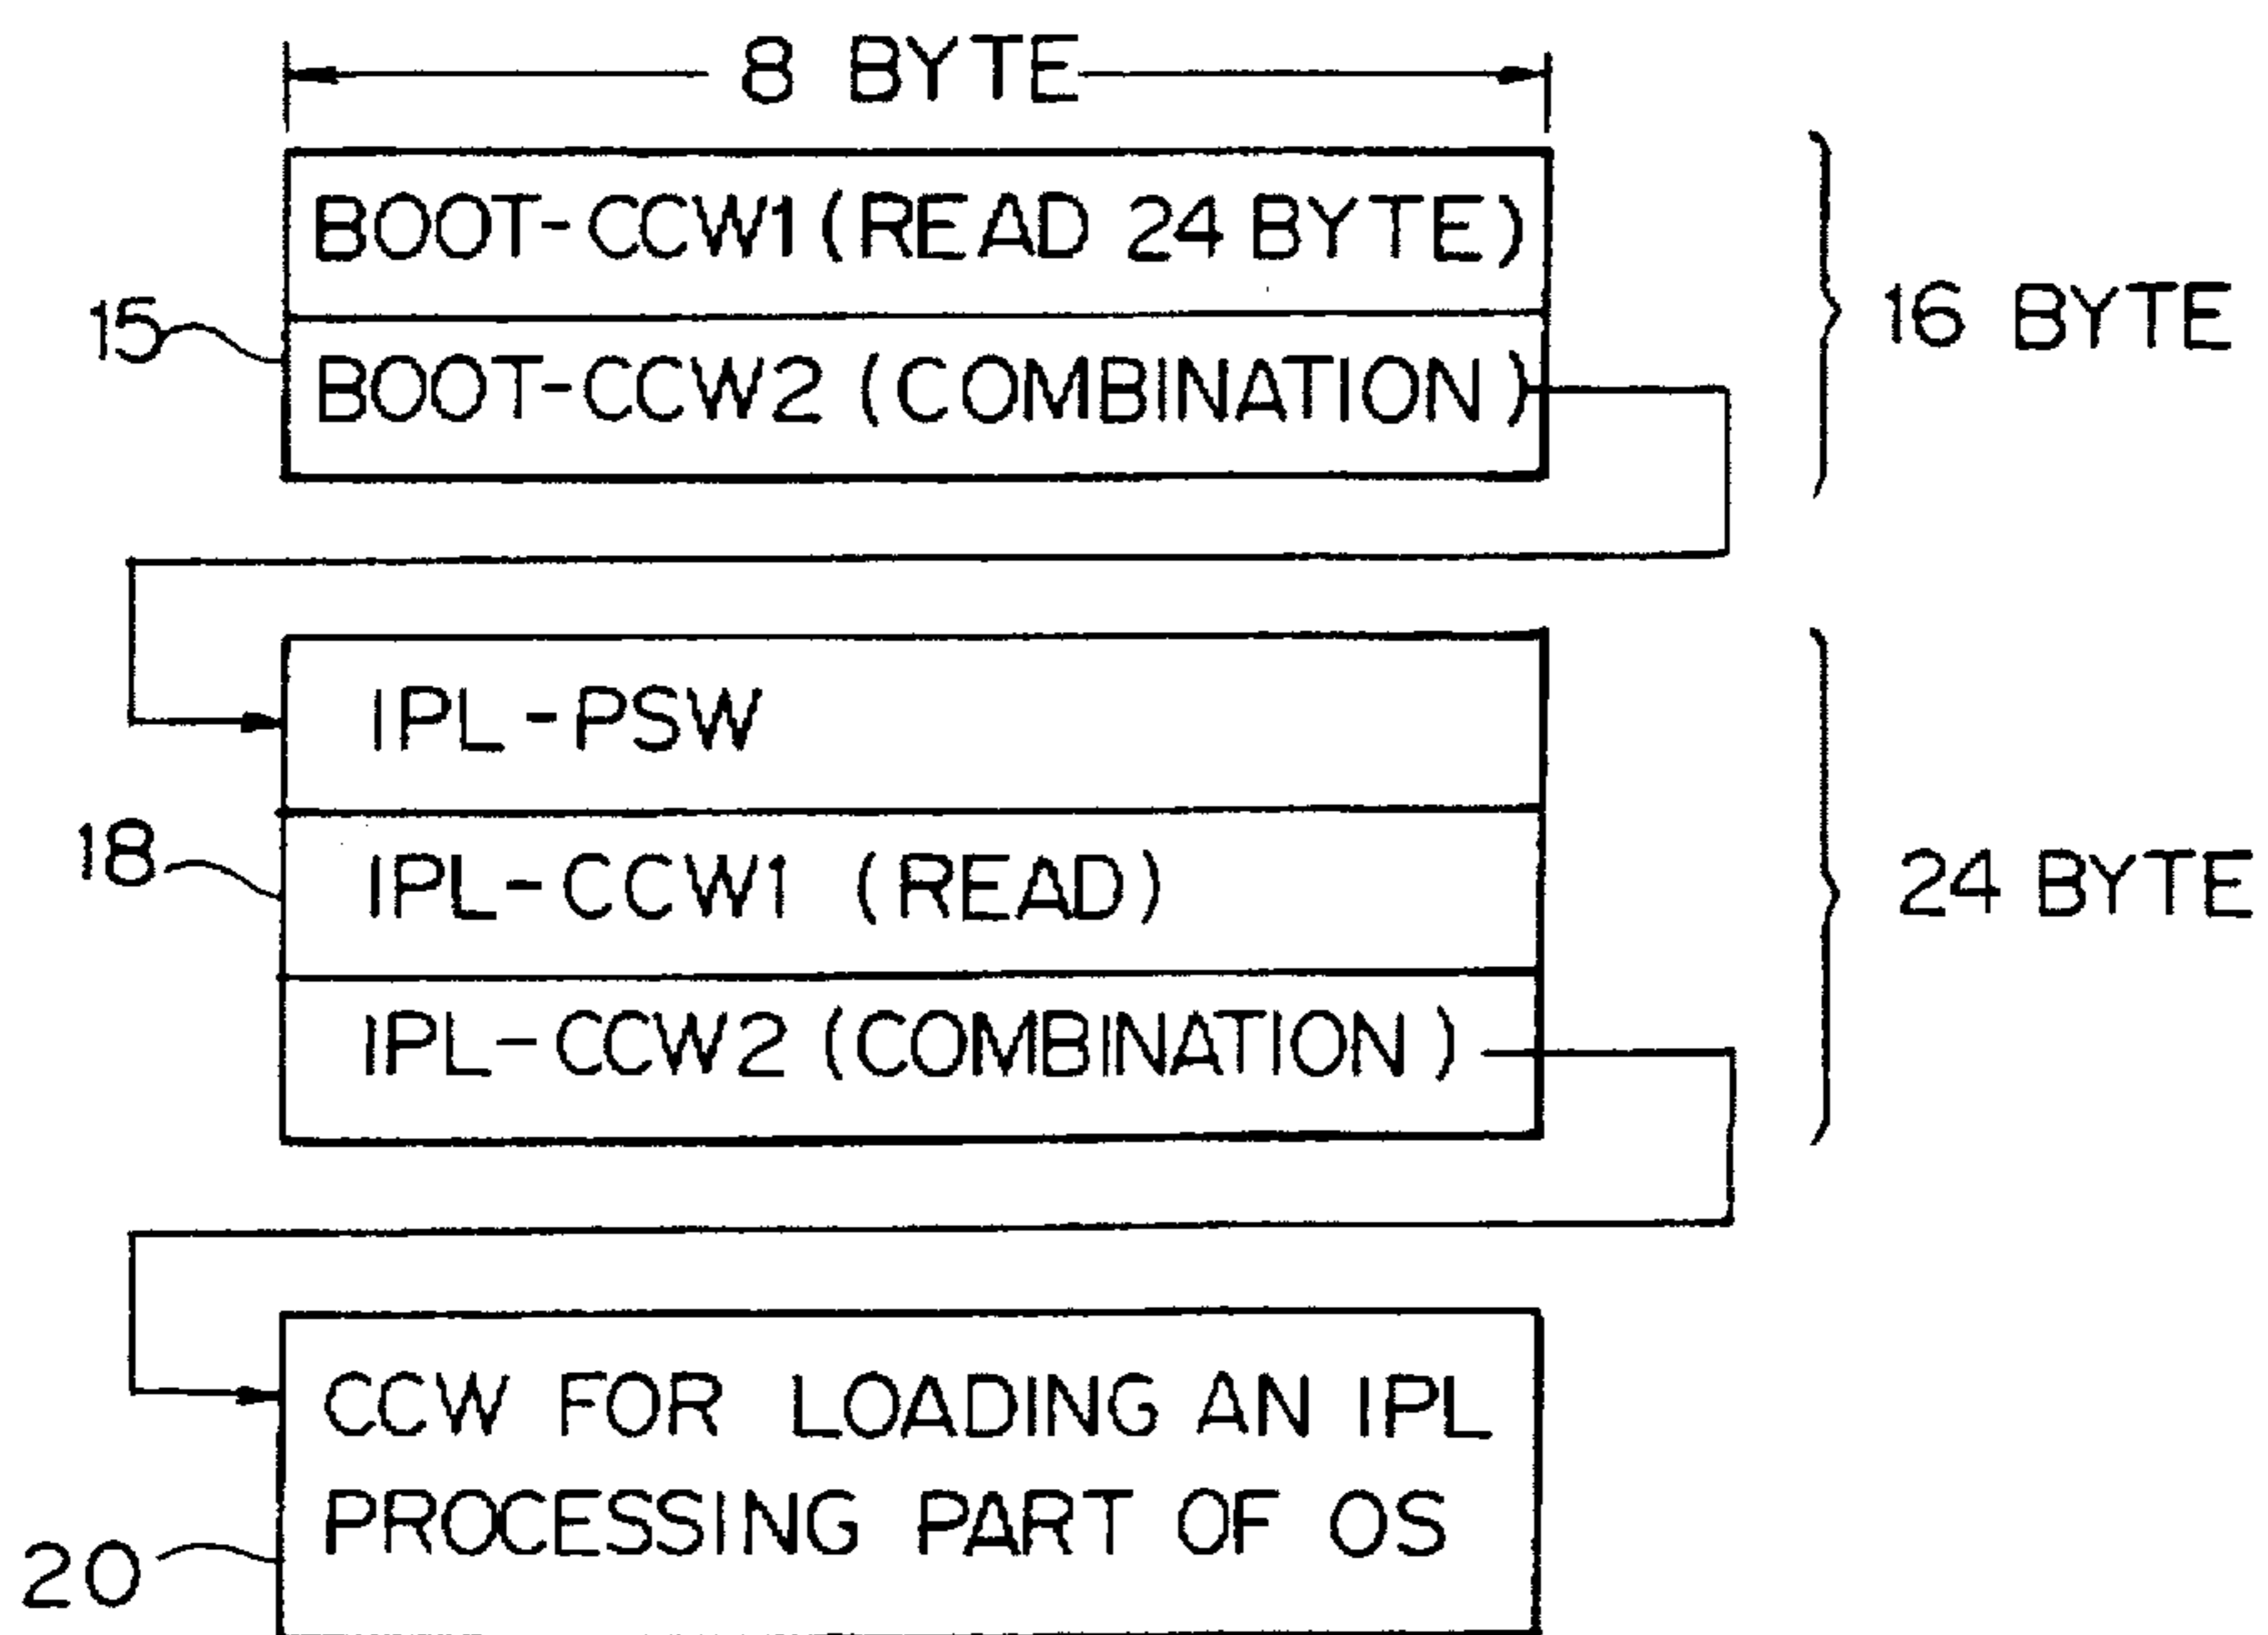 8 BYTE
BOOT-CCW1 (READ 24 BYTE)
16 BYTE
15
BOOT-CCW2 (COMBINATION)
IPL-PSW
18
IPL-CCW1 (READ)
24 BYTE
IPL-CCW2 (COMBINATION)
CCW FOR LOADING AN IPL
PROCESSING PART OF OS
20